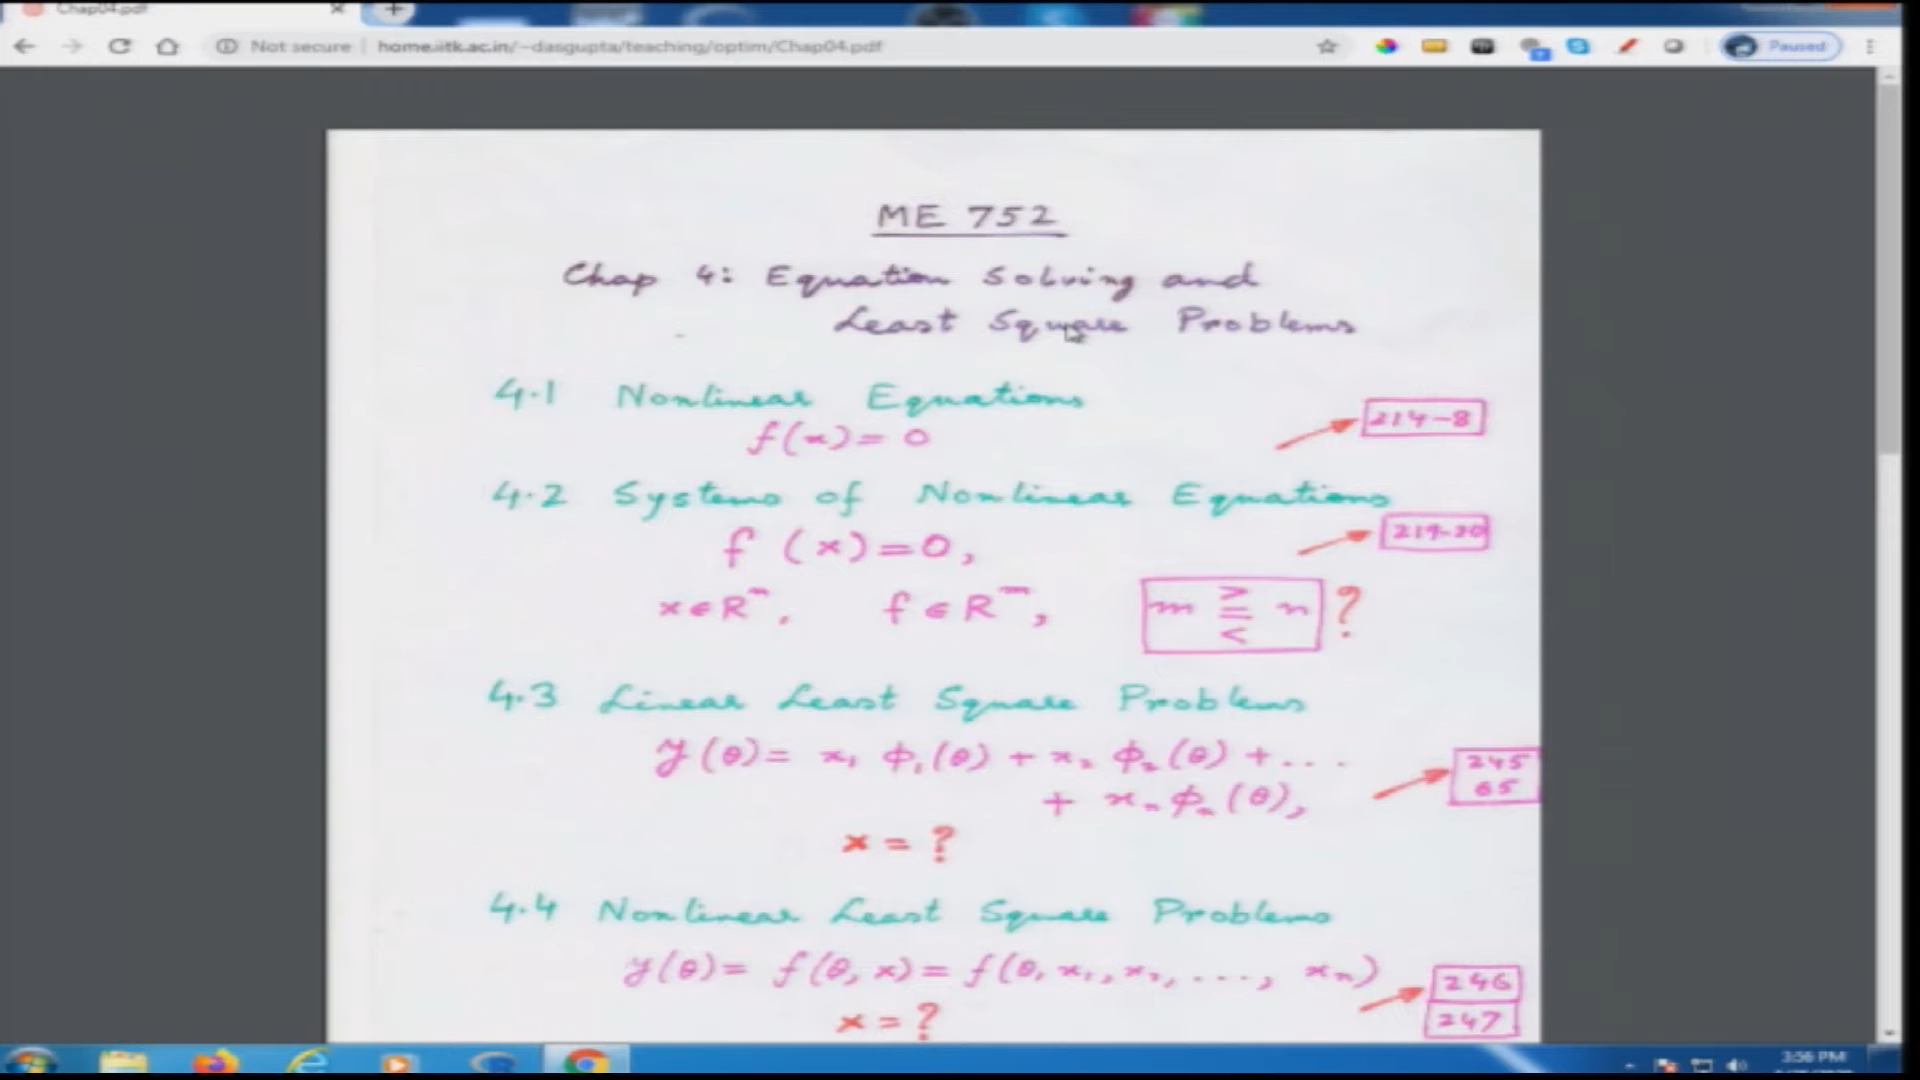 Chap04.pdf
Not secure | home.iitk.ac.in/~dasgupta/teaching/optim/Chap04.pdf
Paused
ME 752
Chap 4: Equation Solving and
Least Square Problems
4.1 Nonlinear Equations
f(x) = 0
214-8
4.2 Systems of Nonlinear Equations
f (x) = 0,
219-20
x ∈ Rⁿ, f ∈ Rᵐ, m ≥< n ?
4.3 Linear Least Square Problems
y(θ) = x₁ ϕ₁(θ) + x₂ ϕ₂(θ) + ...
+ xₙ ϕₙ(θ),
245
65
x = ?
4.4 Nonlinear Least Square Problems
y(θ) = f(θ, x) = f(θ, x₁, x₂, ..., xₙ)
246
247
x = ?
3:56 PM